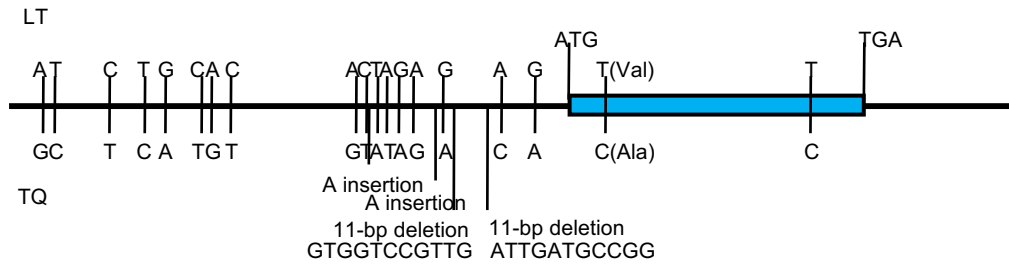 LT
ATG TGA
A T C T G C A C A C T A G A G A G T(Val) T
G C T C A T G T G T A T A G A C A C(Ala) C
TQ
A insertion
A insertion
11-bp deletion 11-bp deletion
GTGGTCCGTTG ATTGATGCCGG